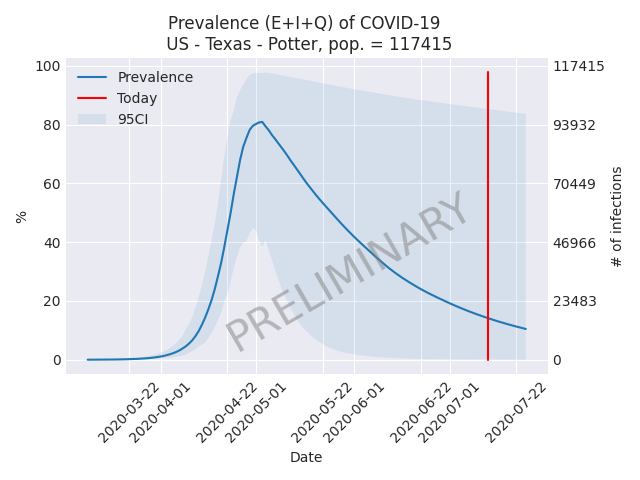 Prevalence (E+I+Q) of COVID-19
US - Texas - Potter, pop. = 117415
Prevalence
Today
95CI
100
80
60
40
20
0
%
117415
93932
70449
46966
23483
0
# of infections
PRELIMINARY
2020-03-22
2020-04-01
2020-04-22
2020-05-01
2020-05-22
2020-06-01
2020-06-22
2020-07-01
2020-07-22
Date